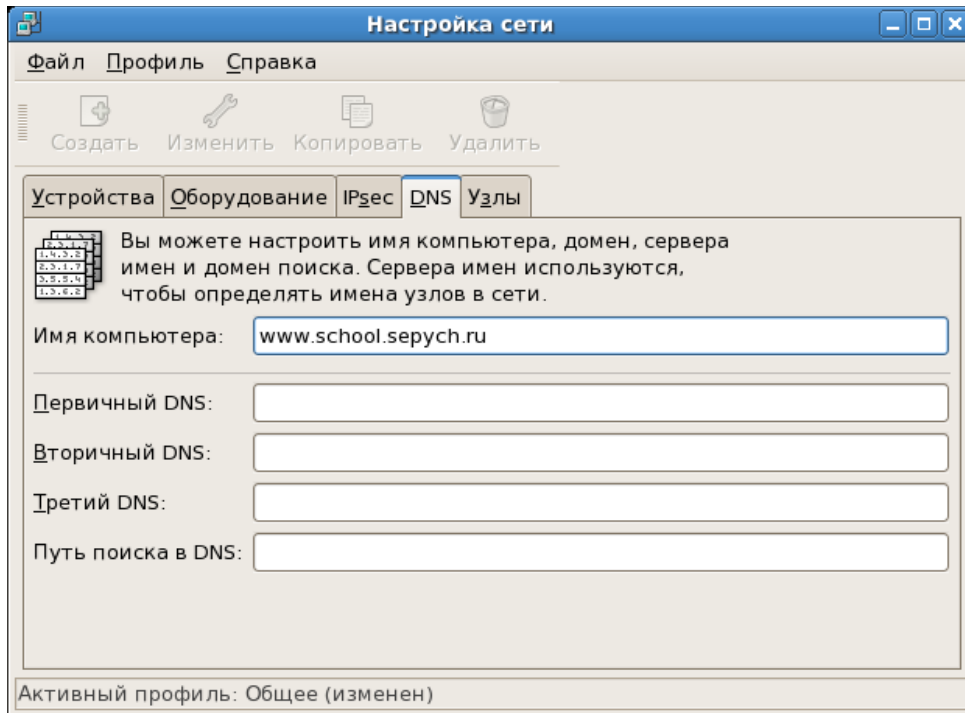 Настройка сети
Файл Профиль Справка
Создать Изменить Копировать Удалить
Устройства Оборудование IPsec DNS Узлы
Вы можете настроить имя компьютера, домен, сервера
имен и домен поиска. Сервера имен используются,
чтобы определять имена узлов в сети.
Имя компьютера: www.school.sepych.ru
Первичный DNS:
Вторичный DNS:
Третий DNS:
Путь поиска в DNS:
Активный профиль: Общее (изменен)